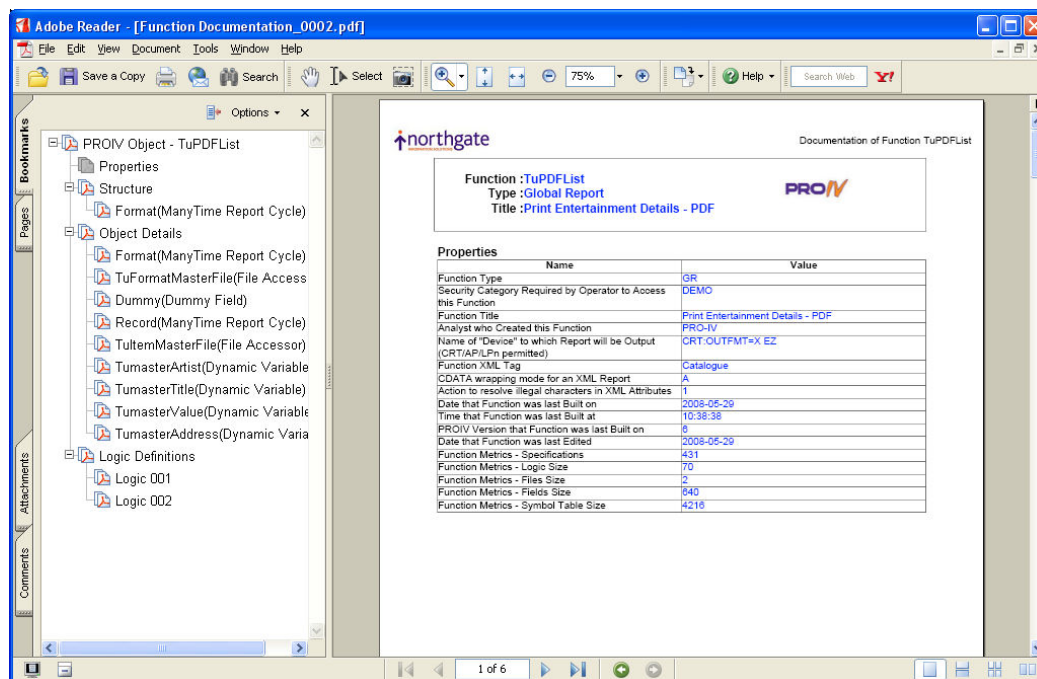 Adobe Reader - [Function Documentation_0002.pdf]
File Edit View Document Tools Window Help
Save a Copy Search Select 75% Help Search Web Y!
Options x
Bookmarks
Pages
Attachments
Comments
PROIV Object - TuPDFList
Properties
Structure
Format(ManyTime Report Cycle)
Object Details
Format(ManyTime Report Cycle)
TuFormatMasterFile(File Access
Dummy(Dummy Field)
Record(ManyTime Report Cycle)
TuItemMasterFile(File Accessor)
TumasterArtist(Dynamic Variable
TumasterTitle(Dynamic Variable)
TumasterValue(Dynamic Variable
TumasterAddress(Dynamic Varia
Logic Definitions
Logic 001
Logic 002
northgate
INFORMATION SOLUTIONS
Documentation of Function TuPDFList
Function :TuPDFList
Type :Global Report
Title :Print Entertainment Details - PDF
PROIV
Properties
Name Value
Function Type GR
Security Category Required by Operator to Access DEMO
this Function
Function Title Print Entertainment Details - PDF
Analyst who Created this Function PRO-IV
Name of "Device" to which Report will be Output CRT:OUTFMT=X EZ
(CRT/AP/LPn permitted)
Function XML Tag Catalogue
CDATA wrapping mode for an XML Report A
Action to resolve illegal characters in XML Attributes 1
Date that Function was last Built on 2008-05-29
Time that Function was last Built at 10:38:38
PROIV Version that Function was last Built on 6
Date that Function was last Edited 2008-05-29
Function Metrics - Specifications 431
Function Metrics - Logic Size 70
Function Metrics - Files Size 2
Function Metrics - Fields Size 640
Function Metrics - Symbol Table Size 4216
1 of 6